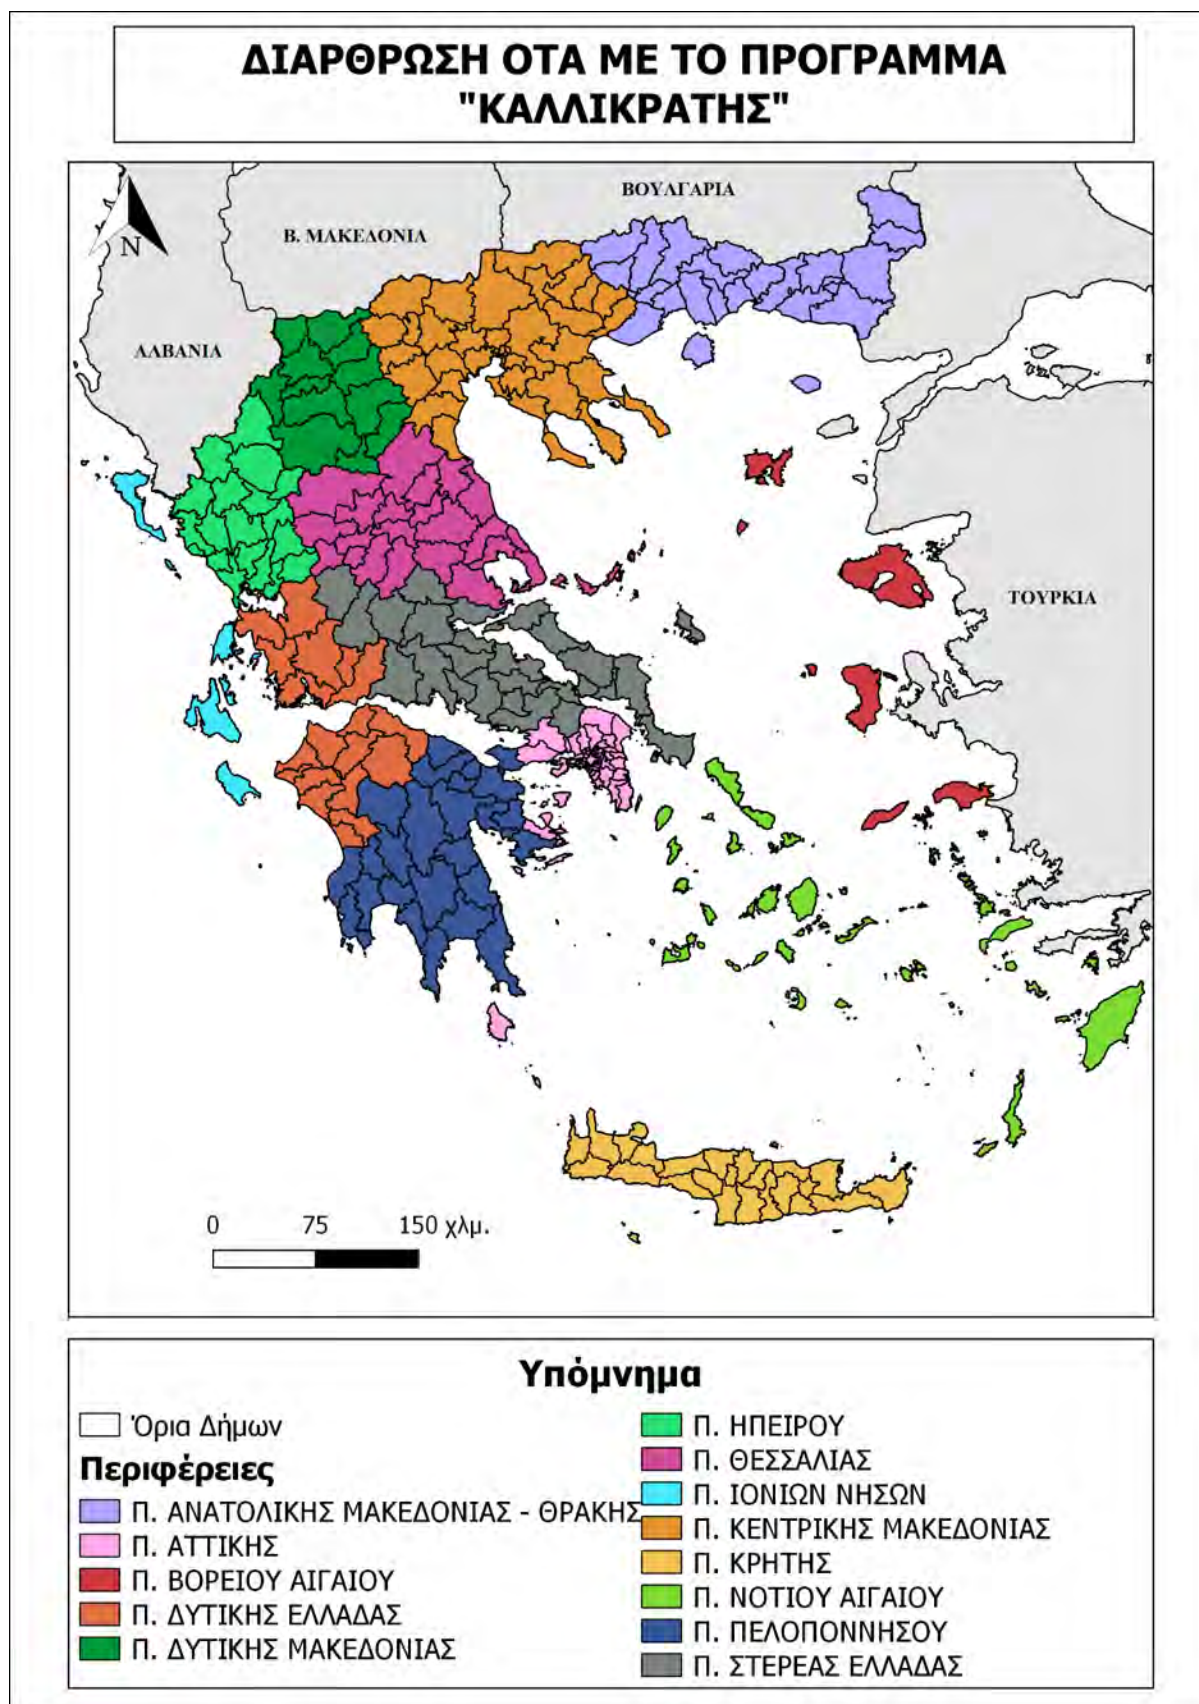 ΔΙΑΡΘΡΩΣΗ ΟΤΑ ΜΕ ΤΟ ΠΡΟΓΡΑΜΜΑ
"ΚΑΛΛΙΚΡΑΤΗΣ"
ΒΟΥΛΓΑΡΙΑ
Β. ΜΑΚΕΔΟΝΙΑ
N
ΑΛΒΑΝΙΑ
ΤΟΥΡΚΙΑ
0 75 150 χλμ.
Υπόμνημα
Όρια Δήμων
Περιφέρειες
Π. ΑΝΑΤΟΛΙΚΗΣ ΜΑΚΕΔΟΝΙΑΣ - ΘΡΑΚΗΣ
Π. ΑΤΤΙΚΗΣ
Π. ΒΟΡΕΙΟΥ ΑΙΓΑΙΟΥ
Π. ΔΥΤΙΚΗΣ ΕΛΛΑΔΑΣ
Π. ΔΥΤΙΚΗΣ ΜΑΚΕΔΟΝΙΑΣ
Π. ΗΠΕΙΡΟΥ
Π. ΘΕΣΣΑΛΙΑΣ
Π. ΙΟΝΙΩΝ ΝΗΣΩΝ
Π. ΚΕΝΤΡΙΚΗΣ ΜΑΚΕΔΟΝΙΑΣ
Π. ΚΡΗΤΗΣ
Π. ΝΟΤΙΟΥ ΑΙΓΑΙΟΥ
Π. ΠΕΛΟΠΟΝΝΗΣΟΥ
Π. ΣΤΕΡΕΑΣ ΕΛΛΑΔΑΣ